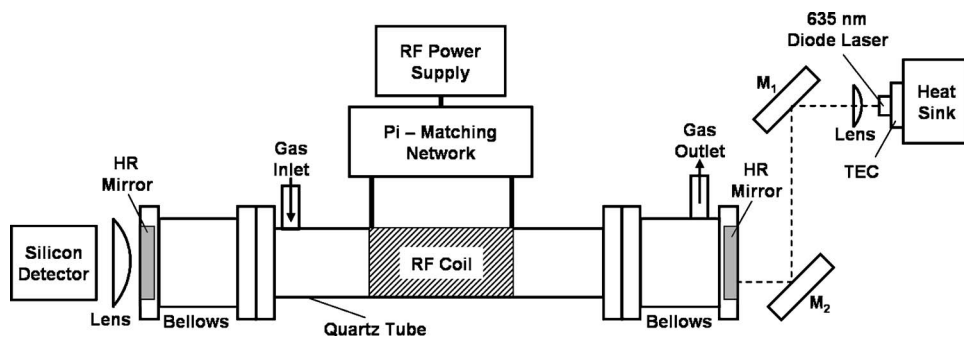 RF Power
Supply
Pi – Matching
Network
635 nm
Diode Laser
Heat
Sink
M1
Lens
TEC
Gas
Inlet
Gas
Outlet
HR
Mirror
HR
Mirror
Silicon
Detector
RF Coil
Lens
Bellows
Quartz Tube
Bellows
M2